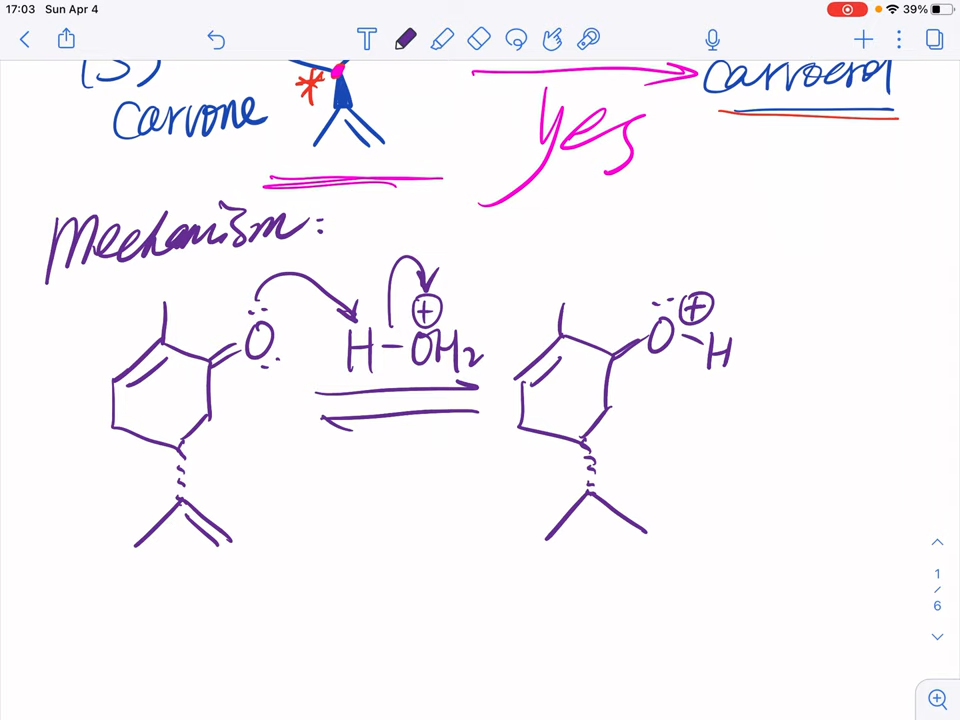 17:03 Sun Apr 4 39%
T
(S)
Carvone
carvacrol
yes
Mechanism:
O H-OH2 O-H
+ +
1
/
6